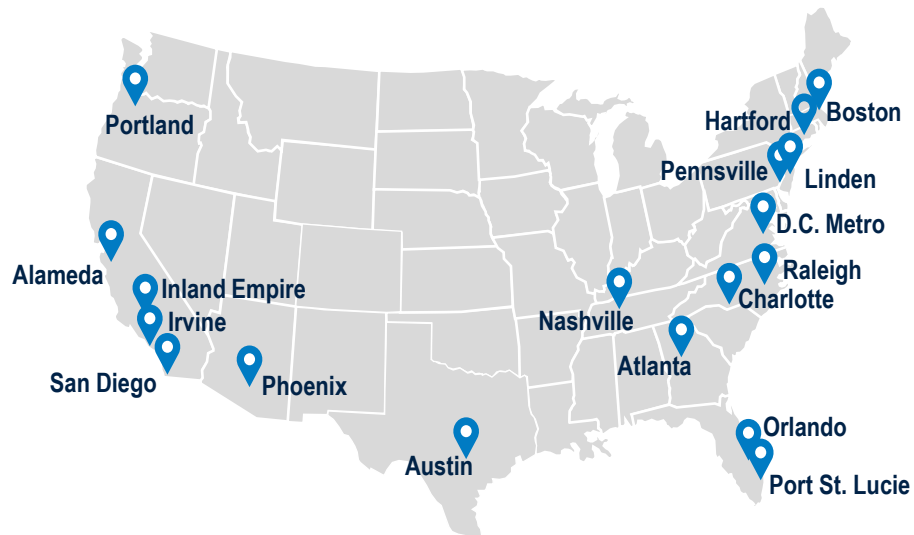 Portland
Hartford
Boston
Pennsville
Linden
D.C. Metro
Alameda
Inland Empire
Raleigh
Charlotte
Irvine
Nashville
Atlanta
San Diego
Phoenix
Orlando
Austin
Port St. Lucie